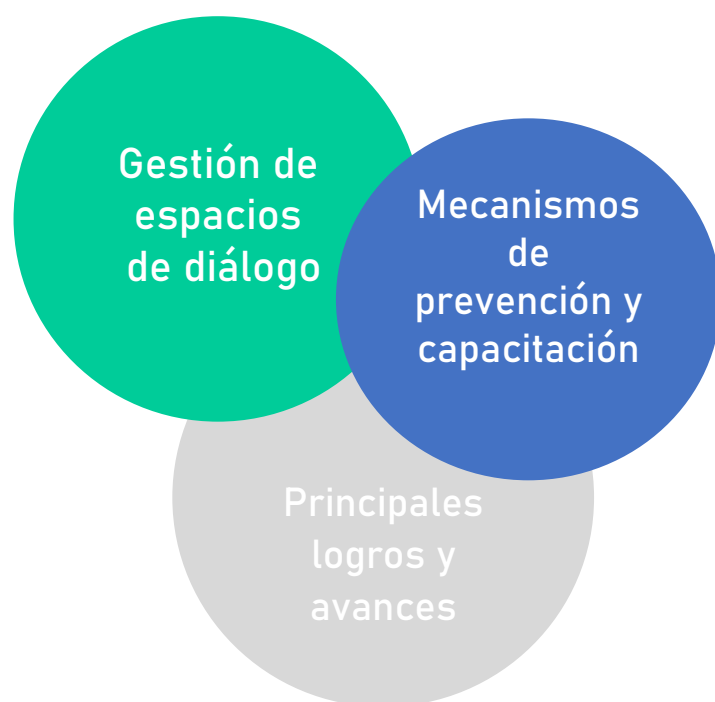 Gestión de
espacios
de diálogo
Mecanismos
de
prevención y
capacitación
Principales
logros y
avances